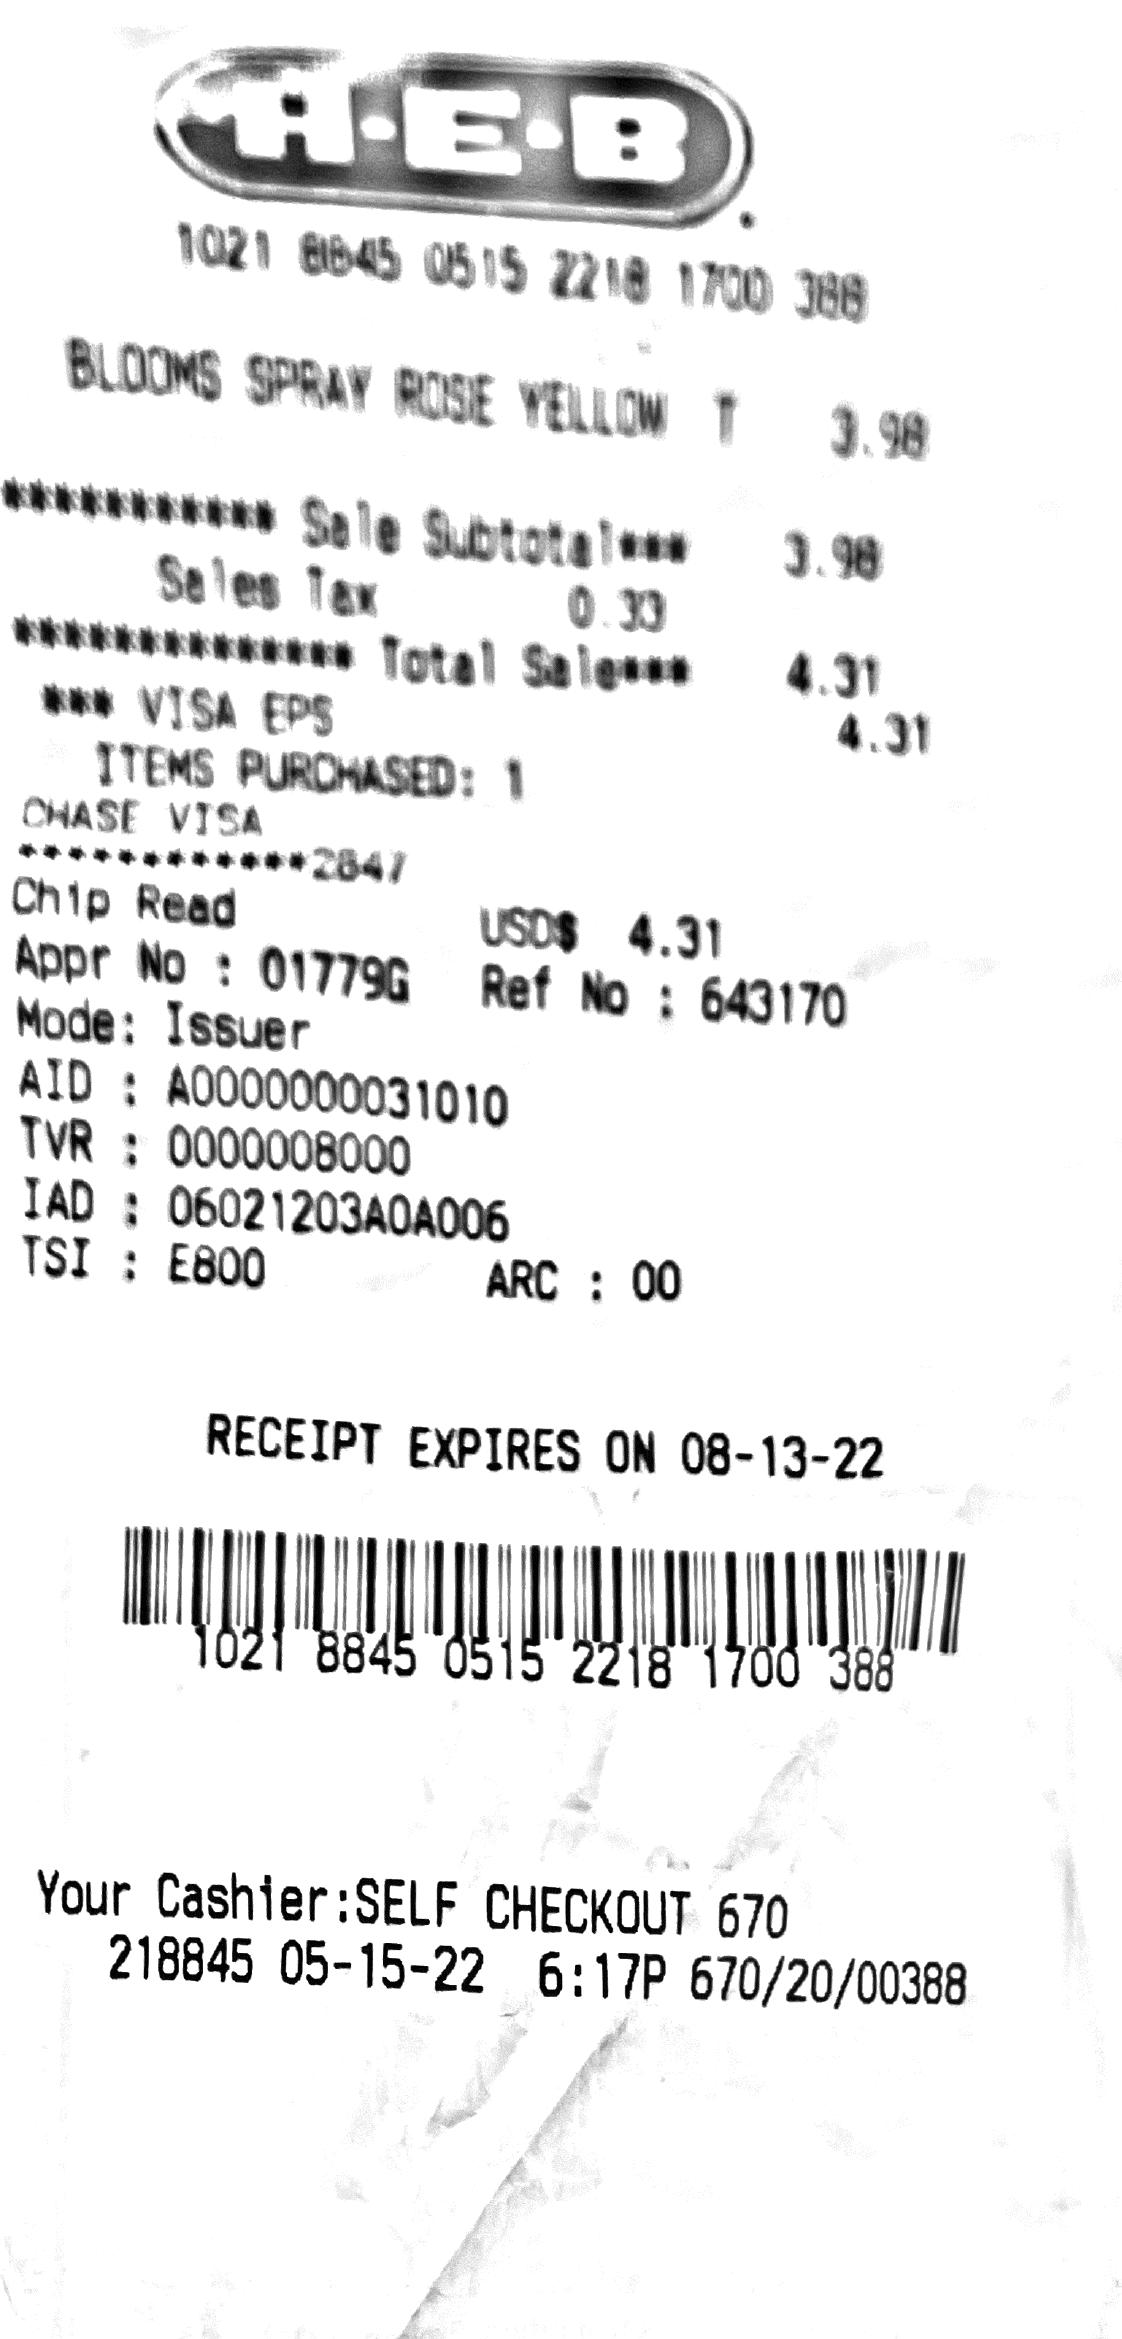 H·E·B
1021 8845 0515 2218 1700 388
BLOOMS SPRAY ROSE YELLOW T 3.98
*********** Sale Subtotal*** 3.98
Sales Tax 0.33
************** Total Sale*** 4.31
*** VISA EPS 4.31
ITEMS PURCHASED: 1
CHASE VISA
************2847
Chip Read USD$ 4.31
Appr No : 01779G Ref No : 643170
Mode: Issuer
AID : A0000000031010
TVR : 0000008000
IAD : 06021203A0A006
TSI : E800 ARC : 00
RECEIPT EXPIRES ON 08-13-22
1021 8845 0515 2218 1700 388
Your Cashier:SELF CHECKOUT 670
218845 05-15-22 6:17P 670/20/00388